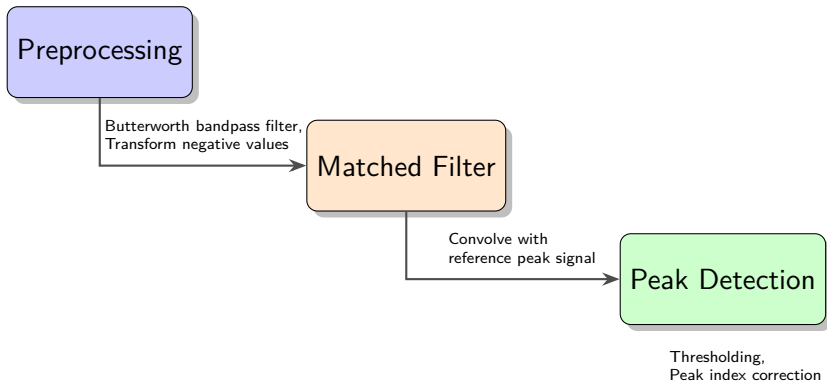 Preprocessing
Butterworth bandpass filter,
Transform negative values
Matched Filter
Convolve with
reference peak signal
Peak Detection
Thresholding,
Peak index correction